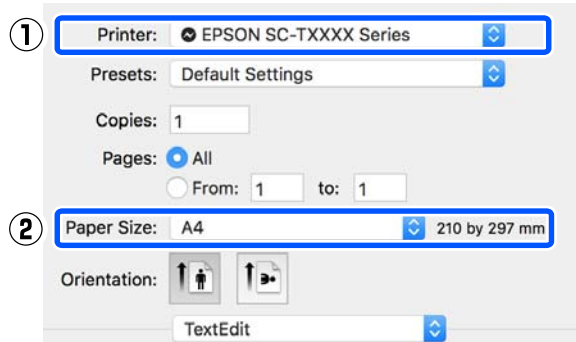 ① Printer: EPSON SC-TXXXX Series
Presets: Default Settings
Copies: 1
Pages: All
From: 1 to: 1
② Paper Size: A4 210 by 297 mm
Orientation:
TextEdit